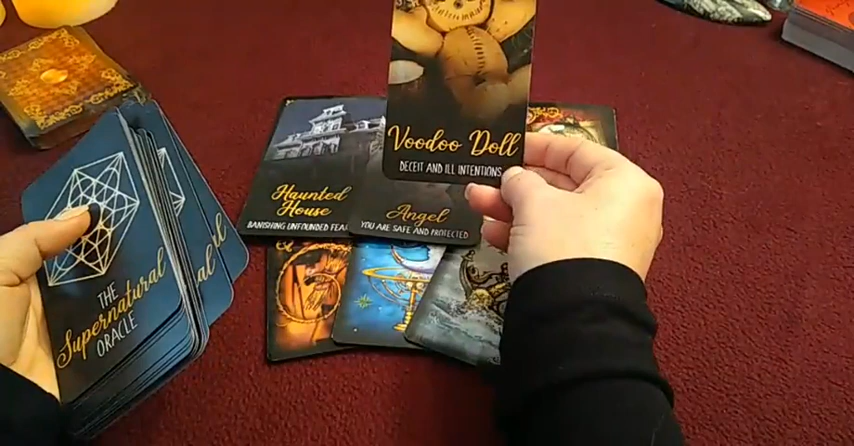 Voodoo Doll
DECEIT AND ILL INTENTIONS
Haunted
House
BANISHING UNFOUNDED FEAR
Angel
YOU ARE SAFE AND PROTECTED
THE
Supernatural
ORACLE